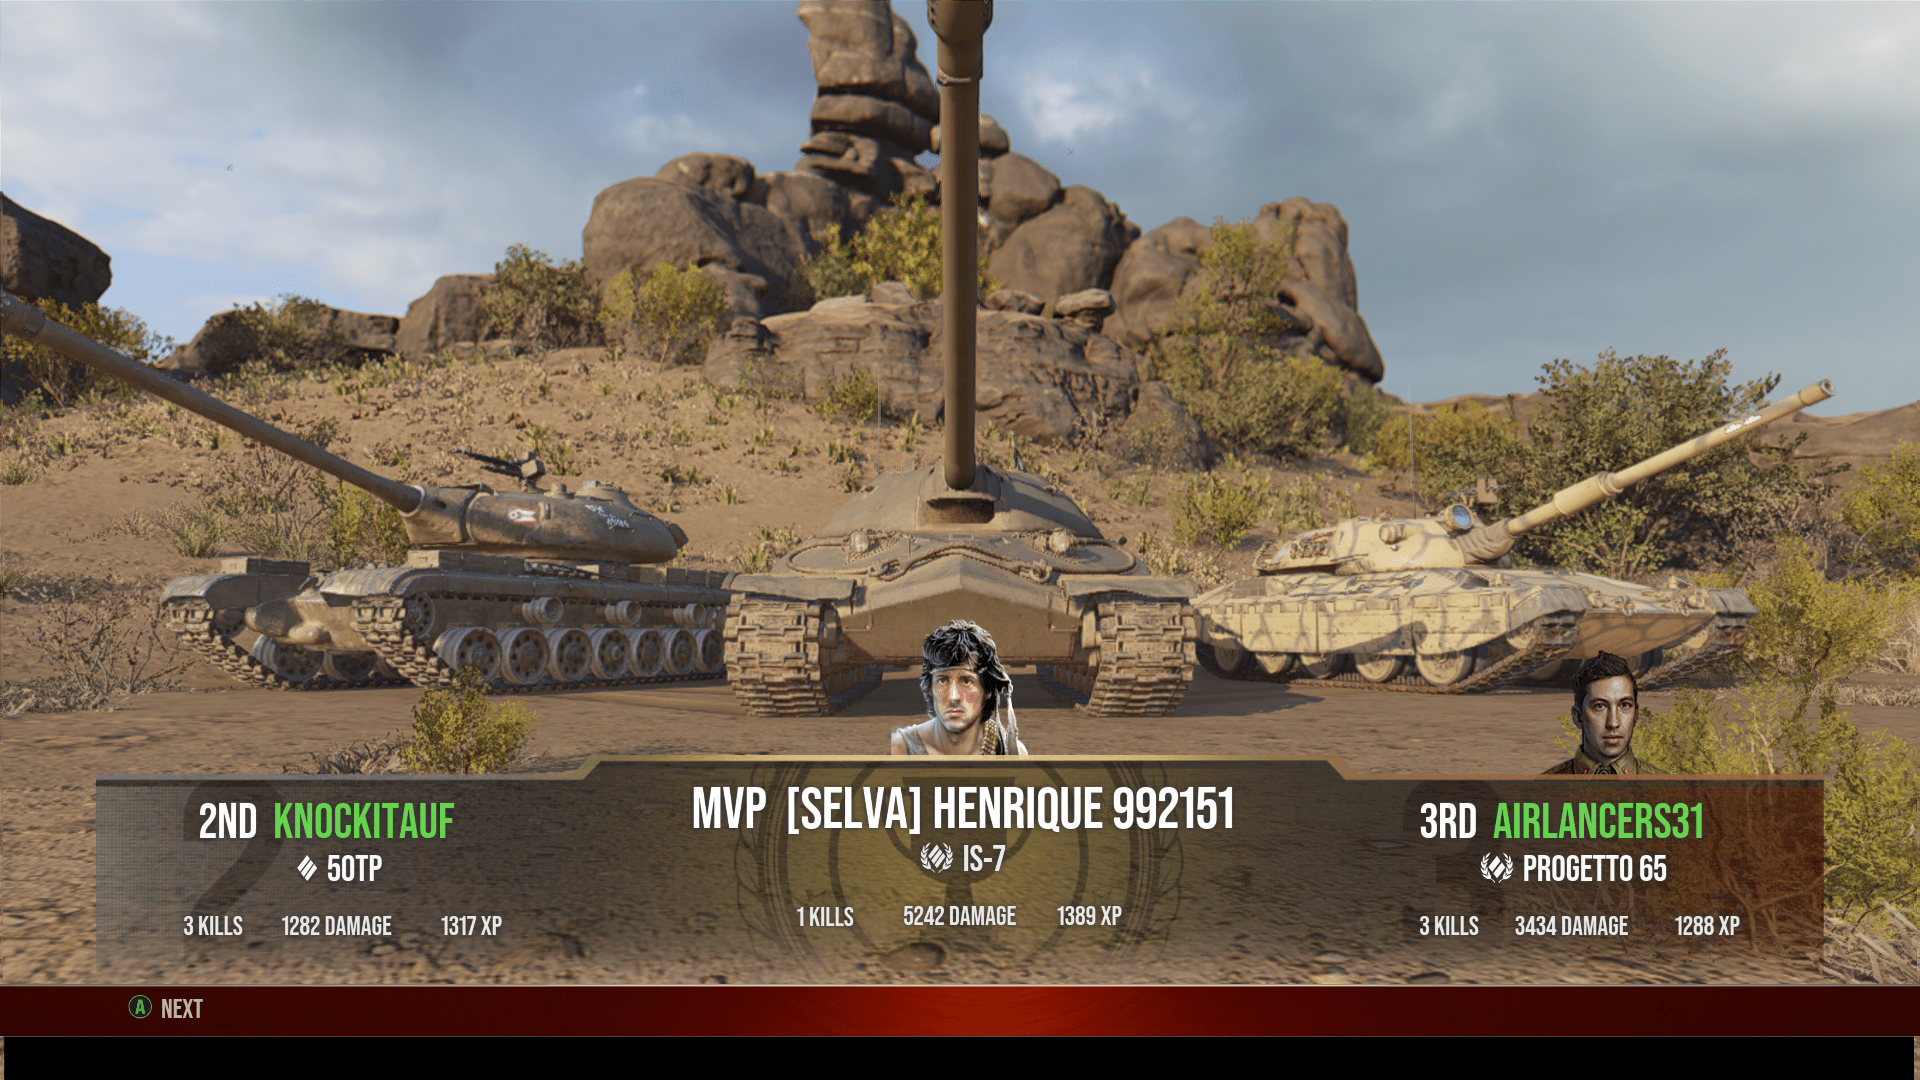 2ND KNOCKITAUF
50TP
3 KILLS 1282 DAMAGE 1317 XP
MVP [SELVA] HENRIQUE 992151
IS-7
1 KILLS 5242 DAMAGE 1389 XP
3RD AIRLANCERS31
PROGETTO 65
3 KILLS 3434 DAMAGE 1288 XP
A NEXT